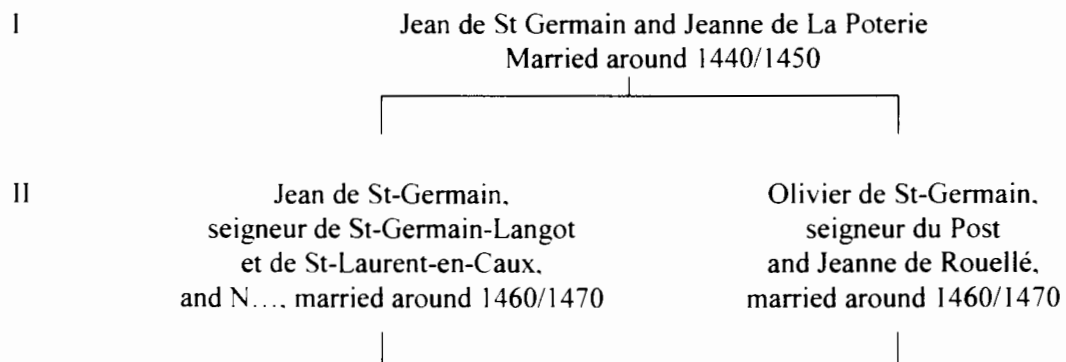 I
Jean de St Germain and Jeanne de La Poterie
Married around 1440/1450
II
Jean de St-Germain,
seigneur de St-Germain-Langot
et de St-Laurent-en-Caux,
and N..., married around 1460/1470
Olivier de St-Germain,
seigneur du Post
and Jeanne de Rouellé,
married around 1460/1470